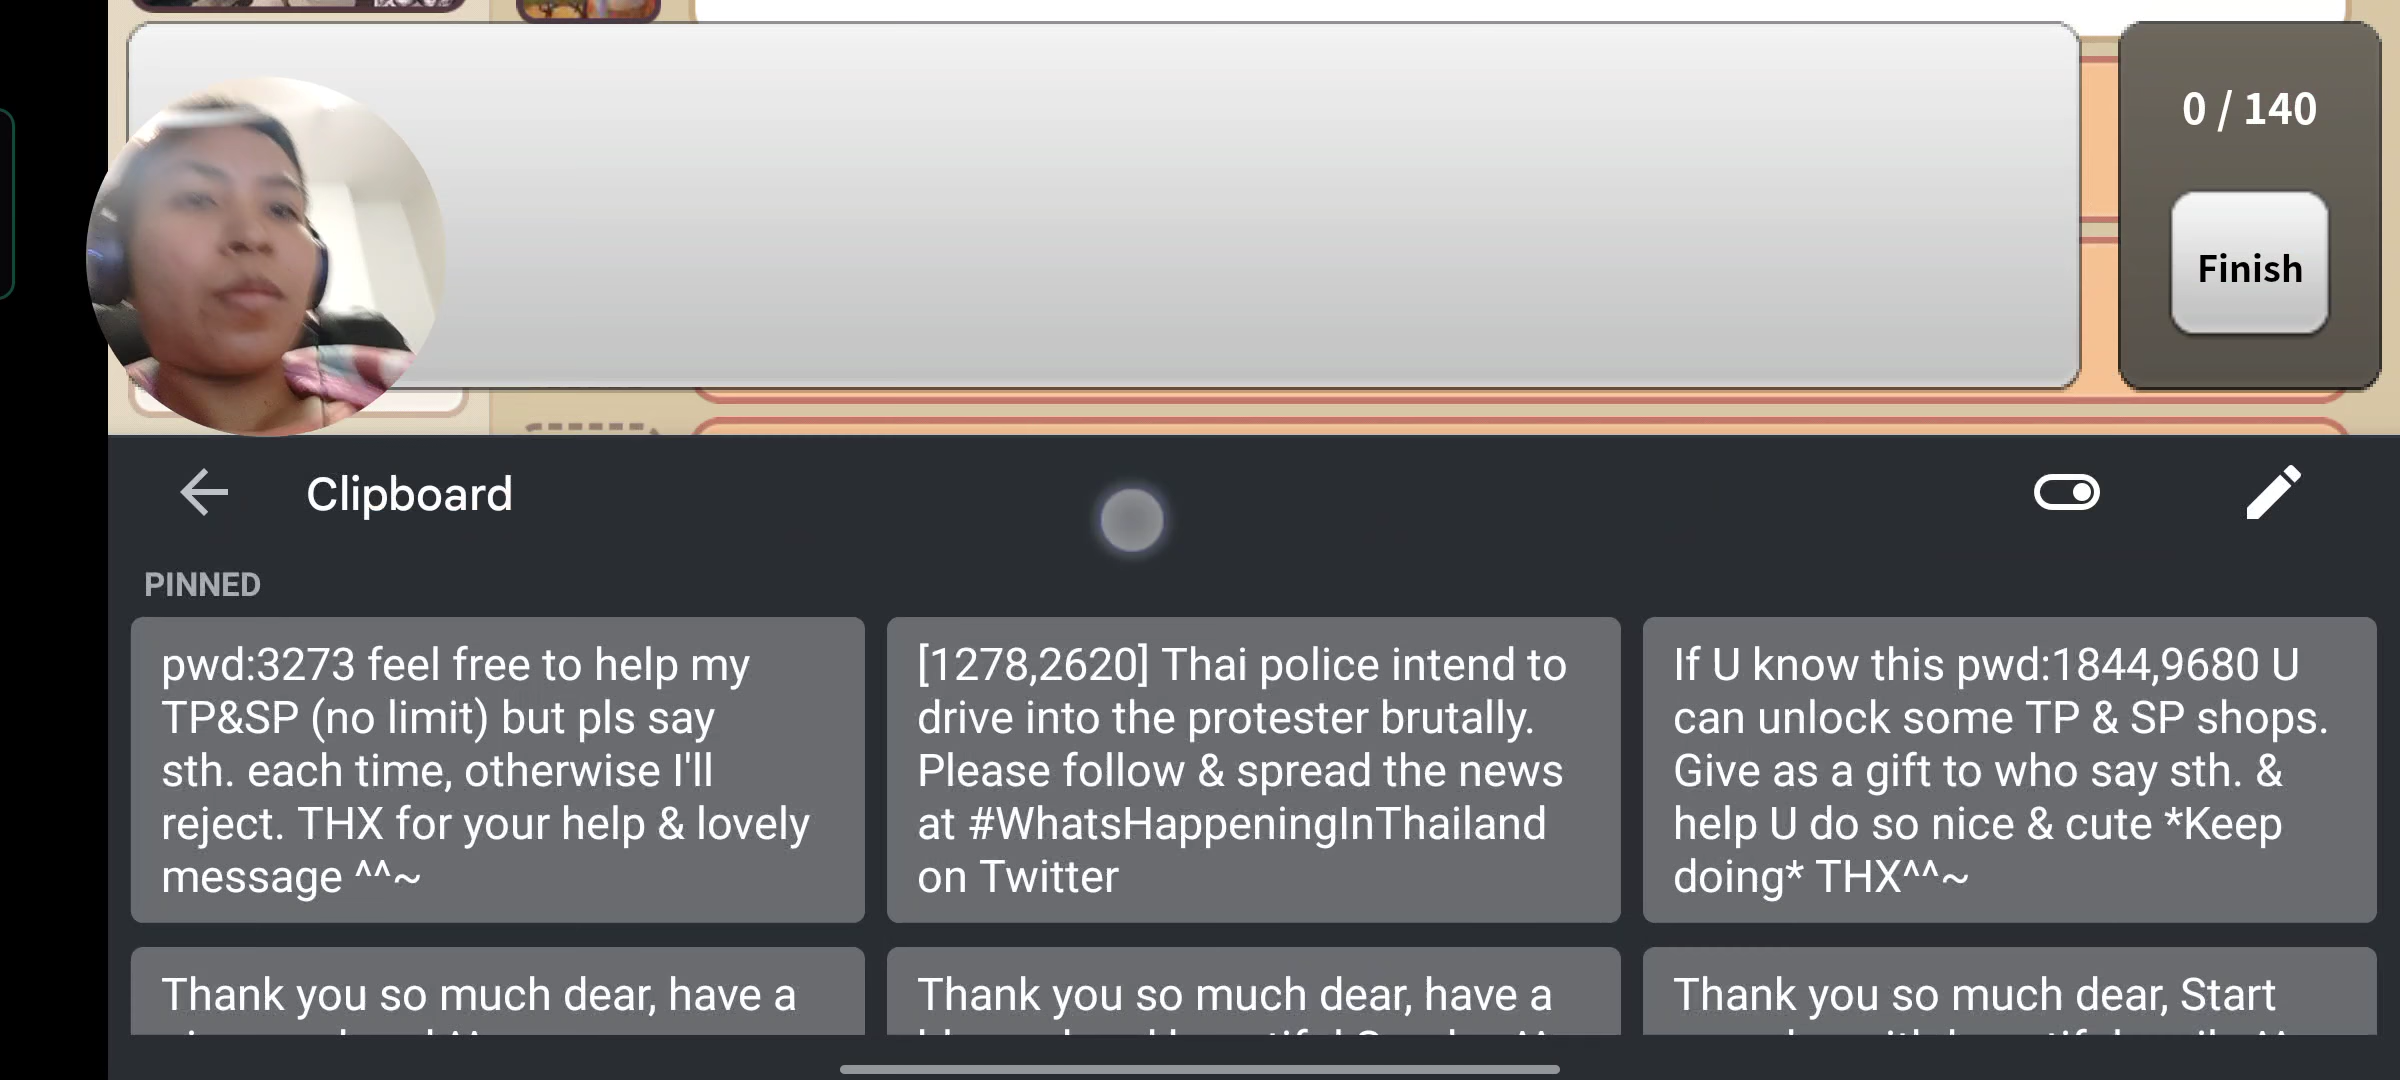 0 / 140
Finish
Clipboard
PINNED
pwd:3273 feel free to help my
TP&SP (no limit) but pls say
sth. each time, otherwise I'll
reject. THX for your help & lovely
message ^^~
[1278,2620] Thai police intend to
drive into the protester brutally.
Please follow & spread the news
at #WhatsHappeningInThailand
on Twitter
If U know this pwd:1844,9680 U
can unlock some TP & SP shops.
Give as a gift to who say sth. &
help U do so nice & cute *Keep
doing* THX^^~
Thank you so much dear, have a
Thank you so much dear, have a
Thank you so much dear, Start